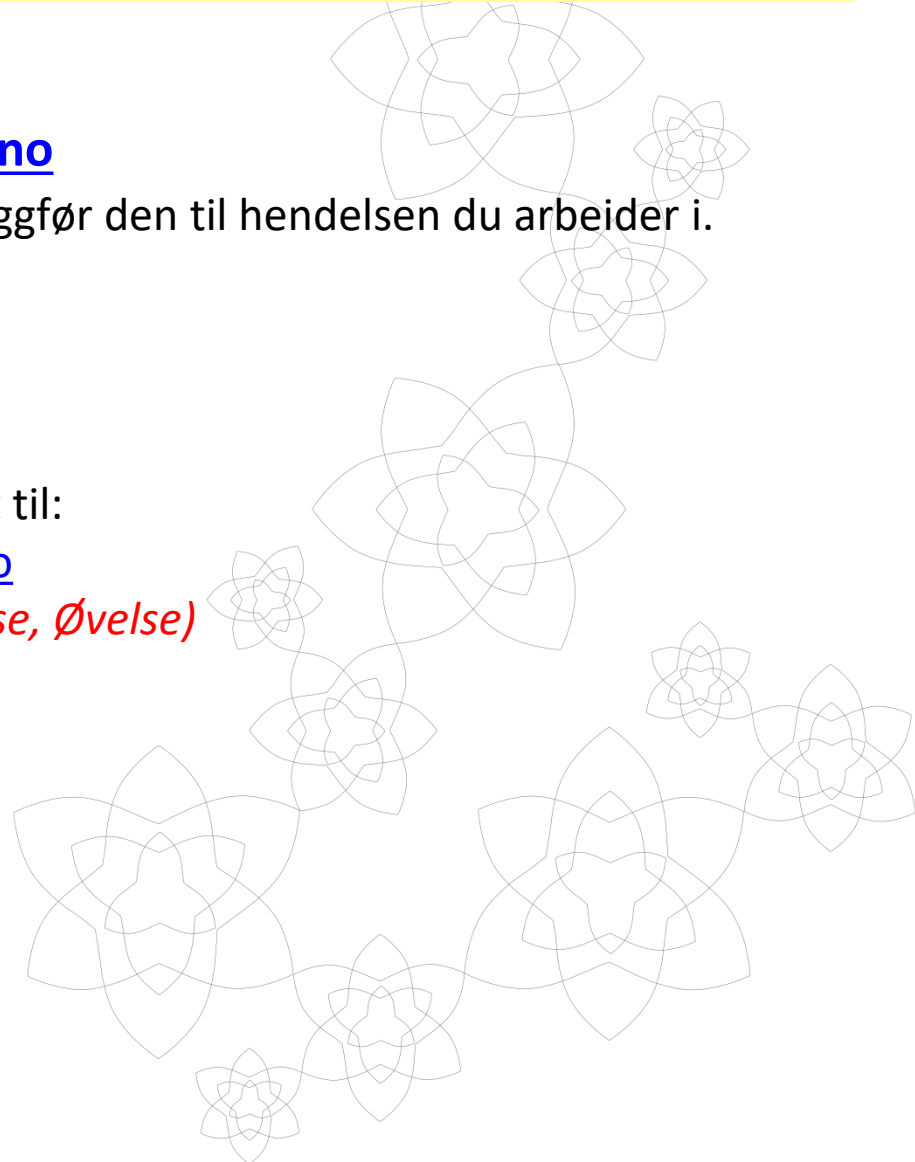 no
ggfør den til hendelsen du arbeider i.
til:
o
se, Øvelse)